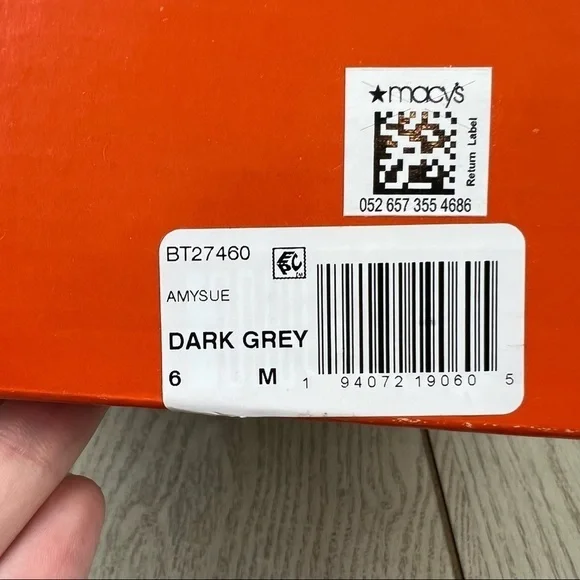 ★macy's
Return Label
052 657 355 4686
BT27460
AMYSUE
DARK GREY
6 M
1 94072 19060 5